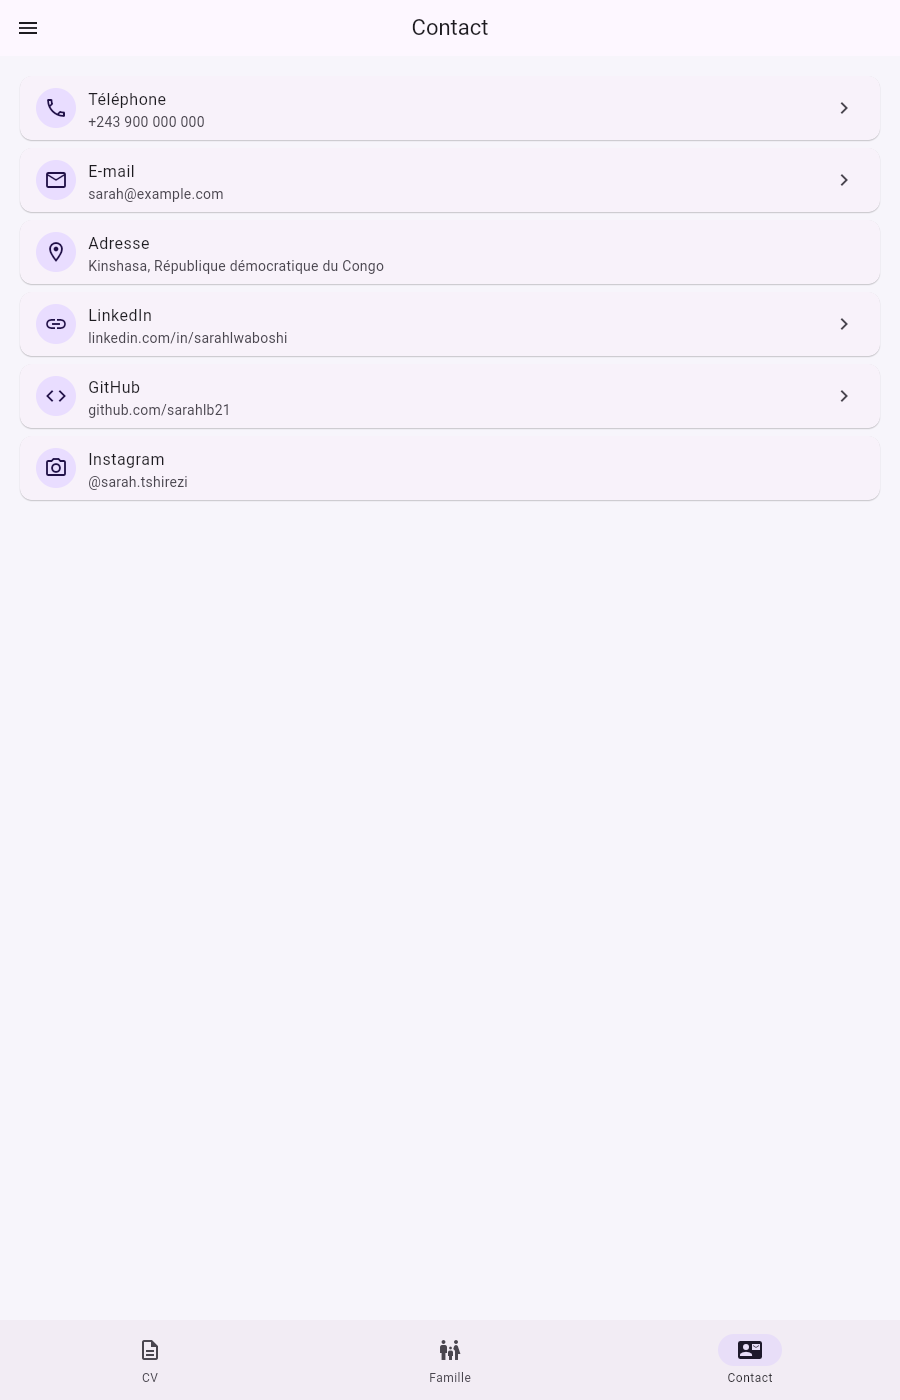 Contact
Téléphone
+243 900 000 000
E-mail
sarah@example.com
Adresse
Kinshasa, République démocratique du Congo
LinkedIn
linkedin.com/in/sarahlwaboshi
GitHub
github.com/sarahlb21
Instagram
@sarah.tshirezi
CV
Famille
Contact